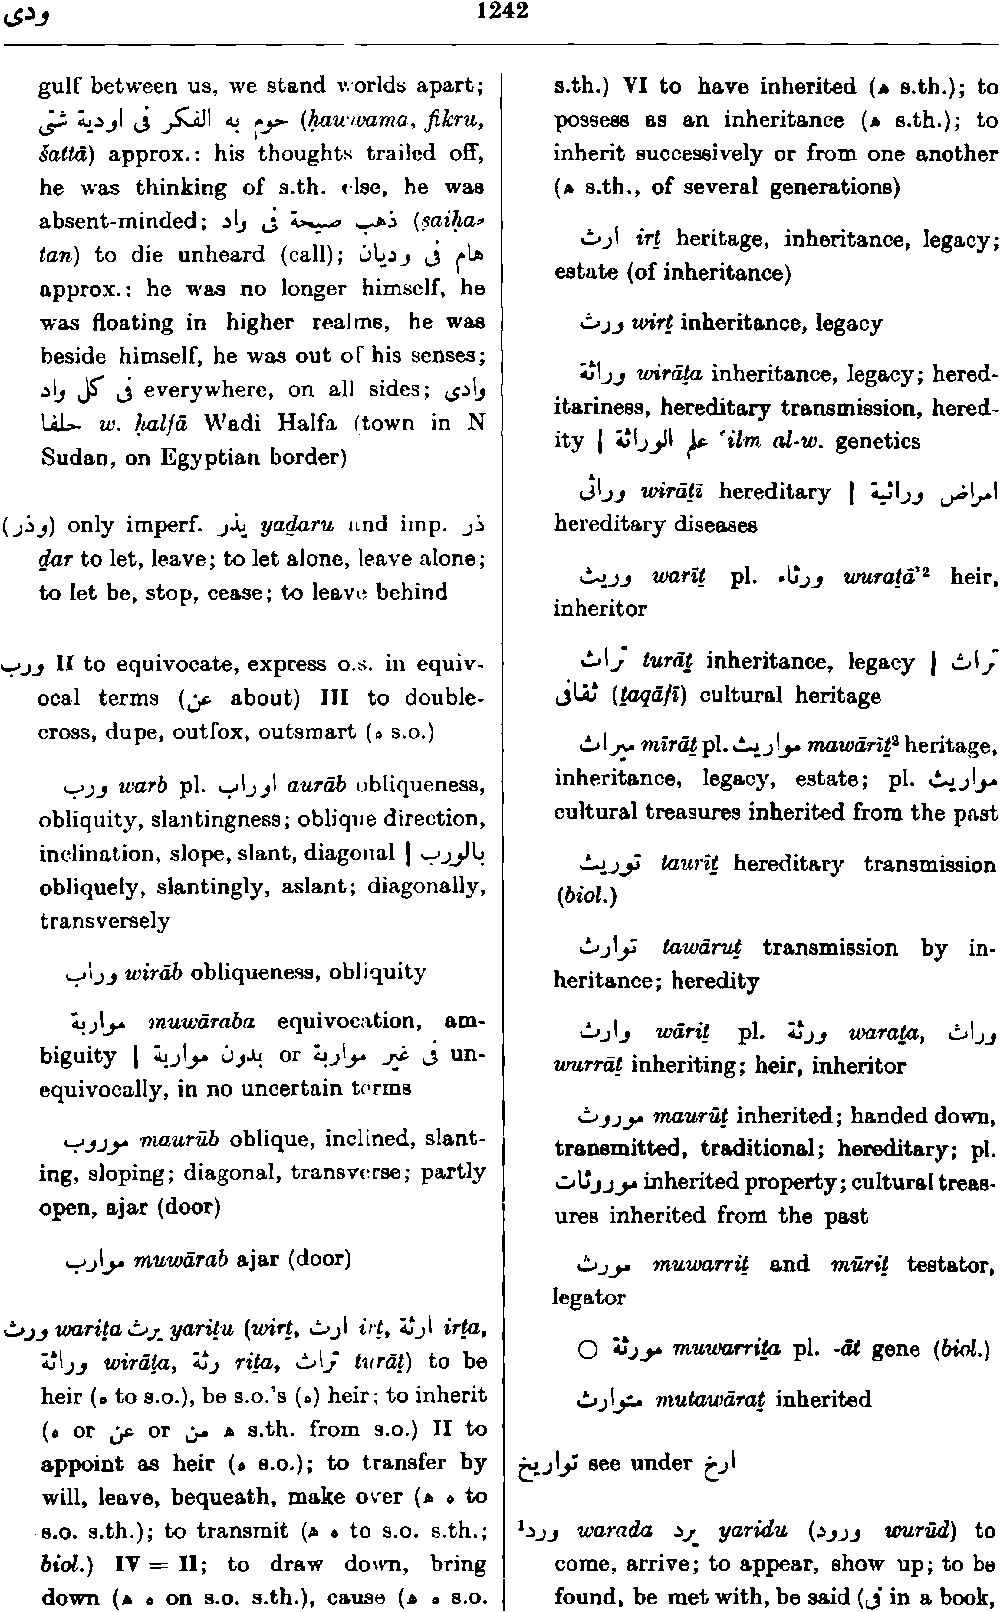 ودى
1242
gulf between us, we stand worlds apart;
حوم به الفكر فى اودية شتى (ḥawwama, fikru,
šattā) approx.: his thoughts trailed off,
he was thinking of s.th. else, he was
absent-minded; ذهب صيحة فى واد (ṣaiḥa-
tan) to die unheard (call); هام فى وديان
approx.: he was no longer himself, he
was floating in higher realms, he was
beside himself, he was out of his senses;
فى كل واد everywhere, on all sides; وادى
حلفا w. ḥalfā Wadi Halfa (town in N
Sudan, on Egyptian border)
(وذر) only imperf. يذر yaḏaru and imp. ذر
ḏar to let, leave; to let alone, leave alone;
to let be, stop, cease; to leave behind
ورب II to equivocate, express o.s. in equiv-
ocal terms (عن about) III to double-
cross, dupe, outfox, outsmart (ه s.o.)
ورب warb pl. اوراب aurāb obliqueness,
obliquity, slantingness; oblique direction,
inclination, slope, slant, diagonal | بالورب
obliquely, slantingly, aslant; diagonally,
transversely
وراب wirāb obliqueness, obliquity
مواربة muwāraba equivocation, am-
biguity | بدون مواربة or فى غير مواربة un-
equivocally, in no uncertain terms
موروب maurūb oblique, inclined, slant-
ing, sloping; diagonal, transverse; partly
open, ajar (door)
موارب muwārab ajar (door)
ورث wariṯa يرث yariṯu (wirṯ, ارث irṯ, ارثة irṯa,
وراثة wirāṯa, رثة riṯa, تراث turāṯ) to be
heir (ه to s.o.), be s.o.'s (ه) heir; to inherit
(ه or عن or من ھ s.th. from s.o.) II to
appoint as heir (ه s.o.); to transfer by
will, leave, bequeath, make over (ھ ه to
s.o. s.th.); to transmit (ھ ه to s.o. s.th.;
biol.) IV = II; to draw down, bring
down (ھ ه on s.o. s.th.), cause (ھ ه s.o.
s.th.) VI to have inherited (ھ s.th.); to
possess as an inheritance (ھ s.th.); to
inherit successively or from one another
(ھ s.th., of several generations)
ارث irṯ heritage, inheritance, legacy;
estate (of inheritance)
ورث wirṯ inheritance, legacy
وراثة wirāṯa inheritance, legacy; hered-
itariness, hereditary transmission, hered-
ity | علم الوراثة ʿilm al-w. genetics
وراثى wirāṯī hereditary | امراض وراثية
hereditary diseases
وريث warīṯ pl. ورثاء wuraṯāʾ² heir,
inheritor
تراث turāṯ inheritance, legacy | تراث
ثقافى (ṯaqāfī) cultural heritage
ميراث mīrāṯ pl. مواريث mawārīṯ² heritage,
inheritance, legacy, estate; pl. مواريث
cultural treasures inherited from the past
توريث taurīṯ hereditary transmission
(biol.)
توارث tawāruṯ transmission by in-
heritance; heredity
وارث wāriṯ pl. ورثة waraṯa, وراث
wurrāṯ inheriting; heir, inheritor
موروث maurūṯ inherited; handed down,
transmitted, traditional; hereditary; pl.
موروثات inherited property; cultural treas-
ures inherited from the past
مورث muwarriṯ and mūriṯ testator,
legator
○ مورثة muwarriṯa pl. -āt gene (biol.)
متوارث mutawāraṯ inherited
تواريخ see under ارخ
¹ورد warada يرد yaridu (ورود wurūd) to
come, arrive; to appear, show up; to be
found, be met with, be said (فى in a book,